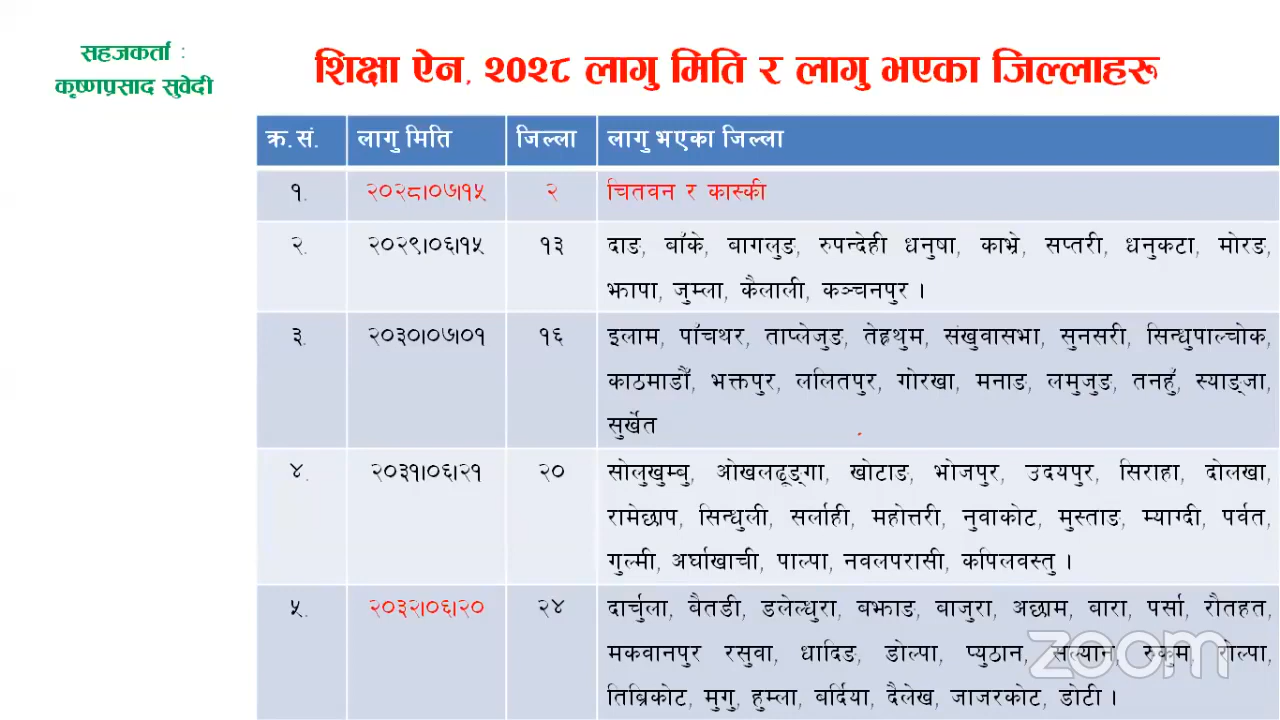 सहजकर्ता :
कृष्णप्रसाद सुवेदी
शिक्षा ऐन, २०२८ लागु मिति र लागु भएका जिल्लाहरू
क्र.सं. लागु मिति जिल्ला लागु भएका जिल्ला
१. २०२८।०७।१५ २ चितवन र कास्की
२. २०२९।०६।१५ १३ दाङ, बाँके, बागलुङ, रुपन्देही धनुषा, काभ्रे, सप्तरी, धनुकटा, मोरङ,
झापा, जुम्ला, कैलाली, कञ्चनपुर ।
३. २०३०।०७।०१ १६ इलाम, पाँचथर, ताप्लेजुङ, तेह्रथुम, संखुवासभा, सुनसरी, सिन्धुपाल्चोक,
काठमाडौँ, भक्तपुर, ललितपुर, गोरखा, मनाङ, लमुजुङ, तनहुँ, स्याङ्जा,
सुर्खेत
४. २०३१।०६।२१ २० सोलुखुम्बु, ओखलढूङ्गा, खोटाङ, भोजपुर, उदयपुर, सिराहा, दोलखा,
रामेछाप, सिन्धुली, सर्लाही, महोत्तरी, नुवाकोट, मुस्ताङ, म्याग्दी, पर्वत,
गुल्मी, अर्घाखाची, पाल्पा, नवलपरासी, कपिलवस्तु ।
५. २०३२।०६।२० २४ दार्चुला, बैतडी, डलेल्धुरा, बझाङ, बाजुरा, अछाम, बारा, पर्सा, रौतहत,
मकवानपुर रसुवा, धादिङ, डोल्पा, प्युठान, सल्यान, रुकुम, रोल्पा,
तिब्रिकोट, मुगु, हुम्ला, बर्दिया, दैलेख, जाजरकोट, डोटी ।
zoom